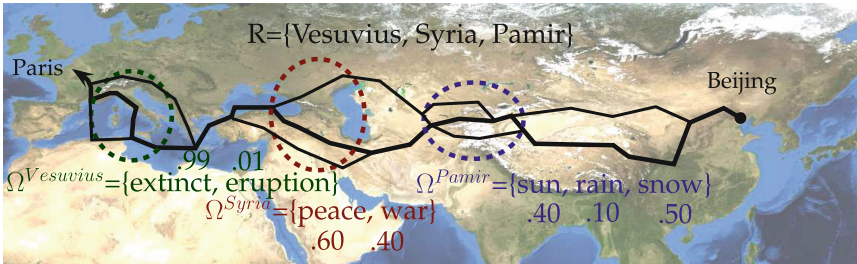 R={Vesuvius, Syria, Pamir}
Paris
Beijing
.99 .01
Ω^Vesuvius={extinct, eruption}
Ω^Pamir={sun, rain, snow}
Ω^Syria={peace, war}
.40 .10 .50
.60 .40